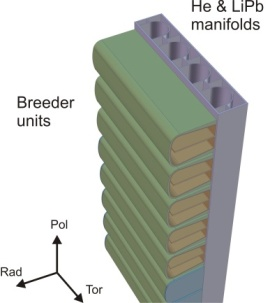 He & LiPb
manifolds
Breeder
units
Pol
Rad
Tor